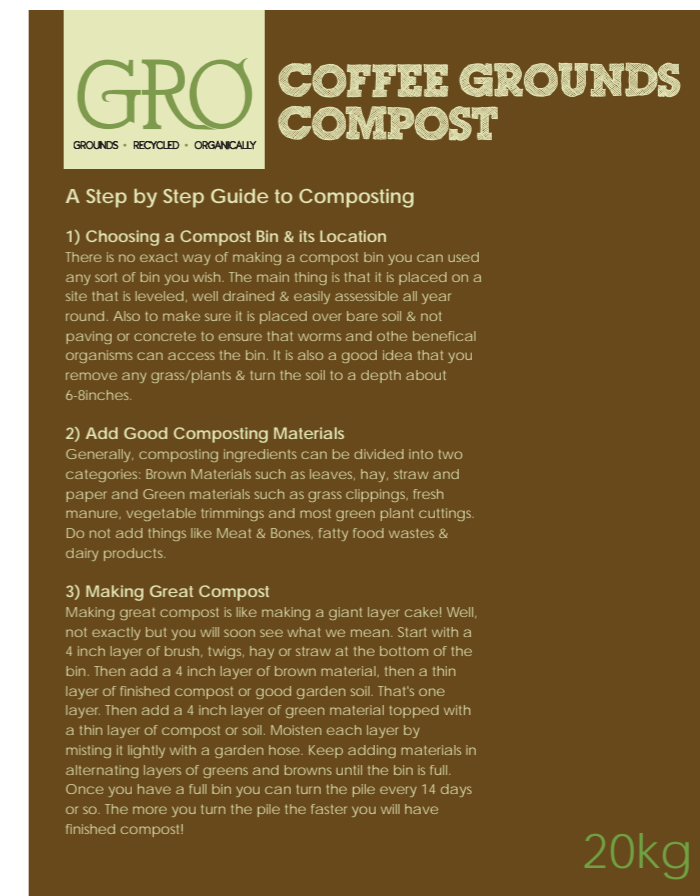 GRO
GROUNDS • RECYCLED • ORGANICALLY
COFFEE GROUNDS
COMPOST
A Step by Step Guide to Composting
1) Choosing a Compost Bin & its Location
There is no exact way of making a compost bin you can used
any sort of bin you wish. The main thing is that it is placed on a
site that is leveled, well drained & easily assessible all year
round. Also to make sure it is placed over bare soil & not
paving or concrete to ensure that worms and othe benefical
organisms can access the bin. It is also a good idea that you
remove any grass/plants & turn the soil to a depth about
6-8inches.
2) Add Good Composting Materials
Generally, composting ingredients can be divided into two
categories: Brown Materials such as leaves, hay, straw and
paper and Green materials such as grass clippings, fresh
manure, vegetable trimmings and most green plant cuttings.
Do not add things like Meat & Bones, fatty food wastes &
dairy products.
3) Making Great Compost
Making great compost is like making a giant layer cake! Well,
not exactly but you will soon see what we mean. Start with a
4 inch layer of brush, twigs, hay or straw at the bottom of the
bin. Then add a 4 inch layer of brown material, then a thin
layer of finished compost or good garden soil. That's one
layer. Then add a 4 inch layer of green material topped with
a thin layer of compost or soil. Moisten each layer by
misting it lightly with a garden hose. Keep adding materials in
alternating layers of greens and browns until the bin is full.
Once you have a full bin you can turn the pile every 14 days
or so. The more you turn the pile the faster you will have
finished compost!
20kg